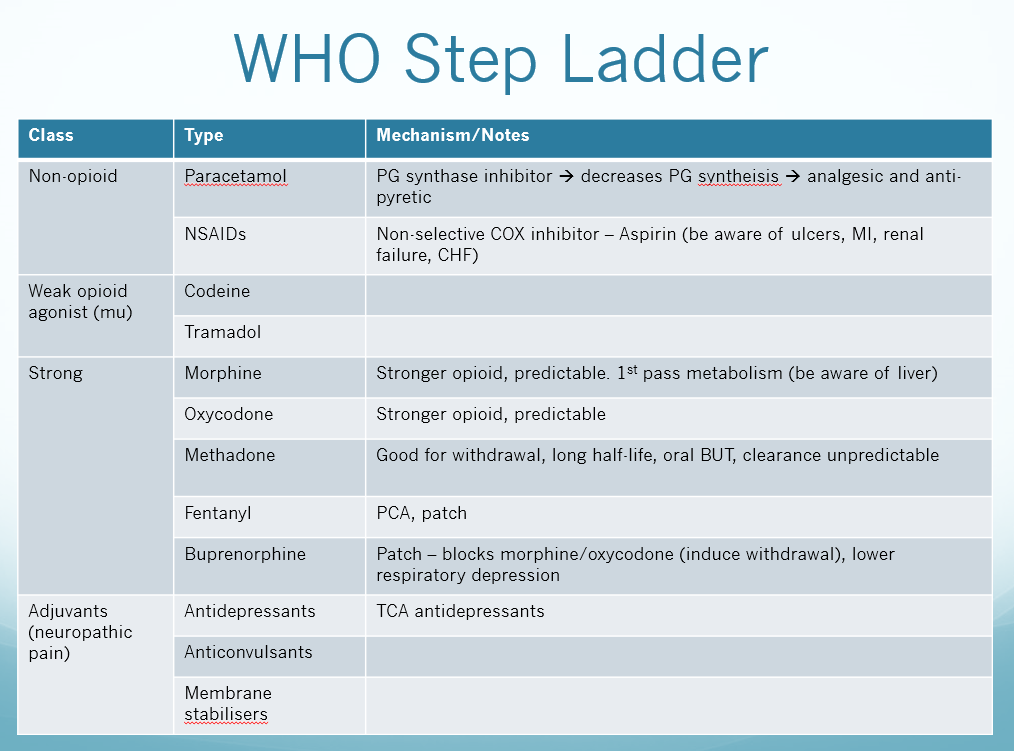 WHO Step Ladder
Class Type Mechanism/Notes
Non-opioid Paracetamol PG synthase inhibitor → decreases PG syntheisis → analgesic and anti-
pyretic
NSAIDs Non-selective COX inhibitor – Aspirin (be aware of ulcers, MI, renal
failure, CHF)
Weak opioid Codeine
agonist (mu)
Tramadol
Strong Morphine Stronger opioid, predictable. 1st pass metabolism (be aware of liver)
Oxycodone Stronger opioid, predictable
Methadone Good for withdrawal, long half-life, oral BUT, clearance unpredictable
Fentanyl PCA, patch
Buprenorphine Patch – blocks morphine/oxycodone (induce withdrawal), lower
respiratory depression
Adjuvants Antidepressants TCA antidepressants
(neuropathic
pain)
Anticonvulsants
Membrane
stabilisers